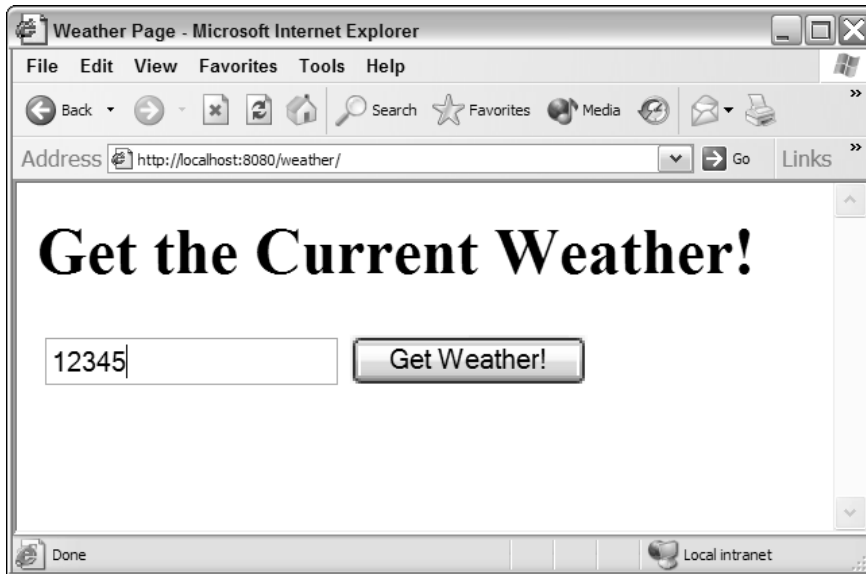 Weather Page - Microsoft Internet Explorer
File Edit View Favorites Tools Help
Back Search Favorites Media »
Address http://localhost:8080/weather/ Go Links »
Get the Current Weather!
12345 Get Weather!
Done Local intranet